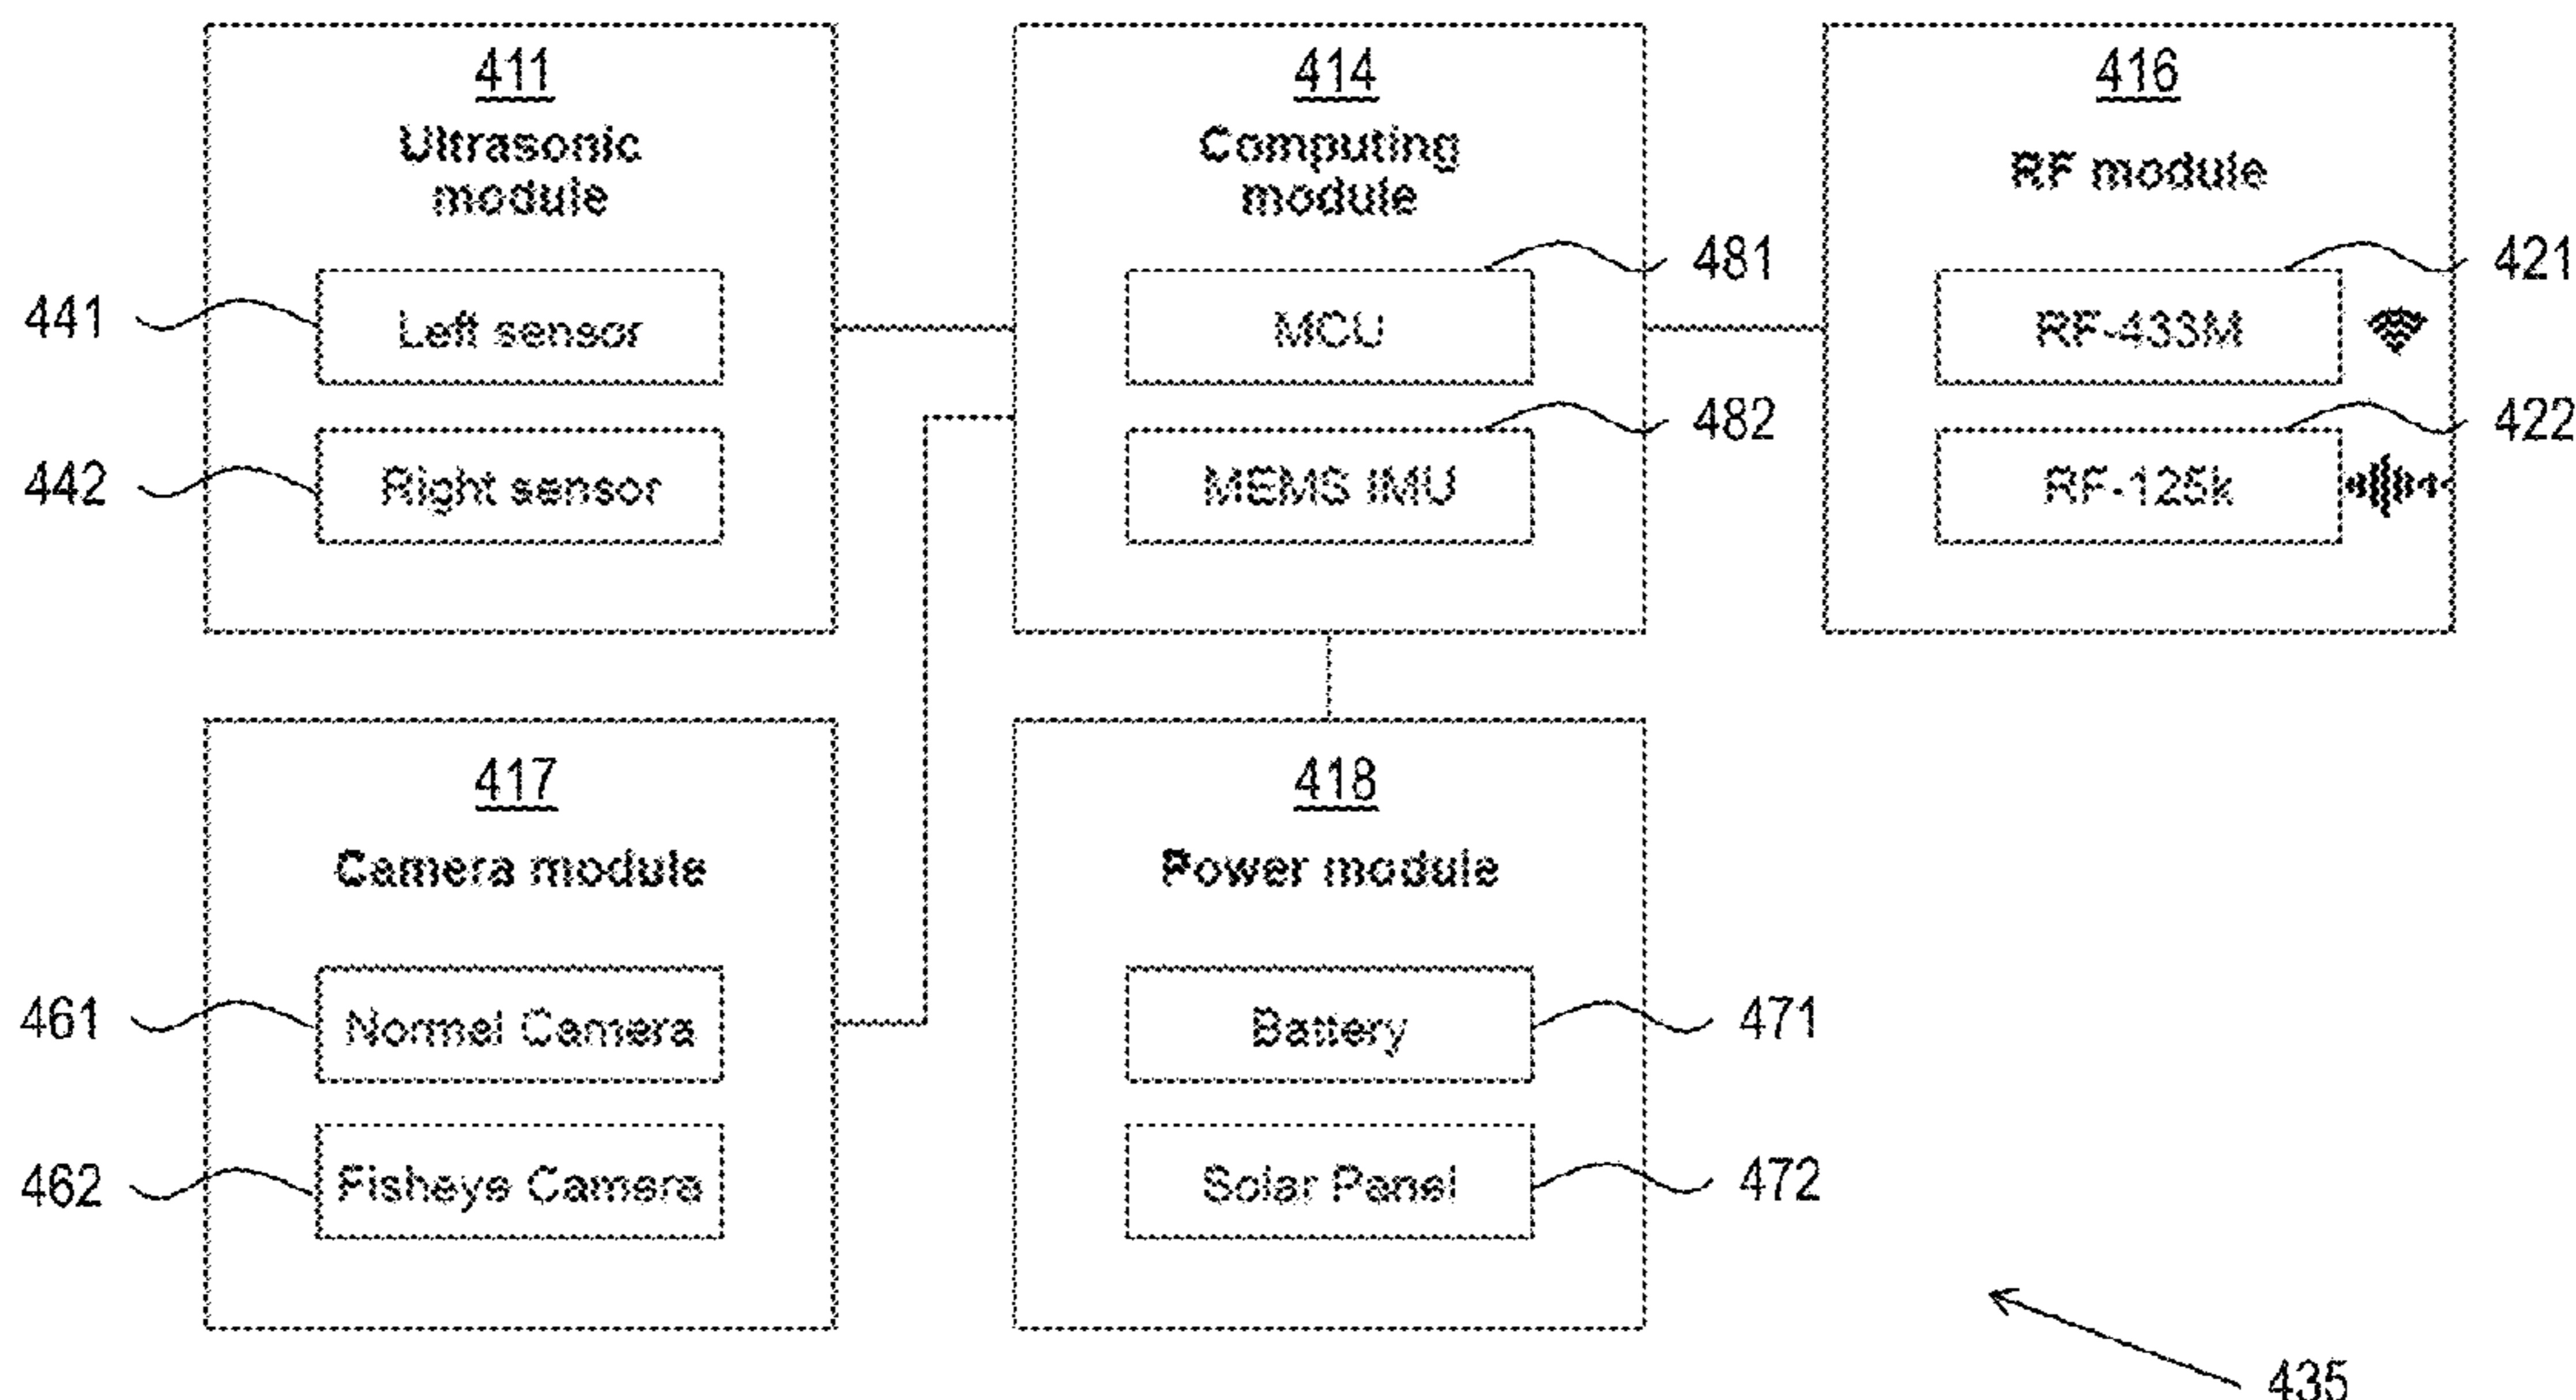 411
Ultrasonic
module
441
Left sensor
442
Right sensor
414
Computing
module
481
MCU
482
MEMS IMU
416
RF module
421
RF-433M
422
RF-125k
417
Camera module
461
Normal Camera
462
Fisheye Camera
418
Power module
Battery
471
Solar Panel
472
435